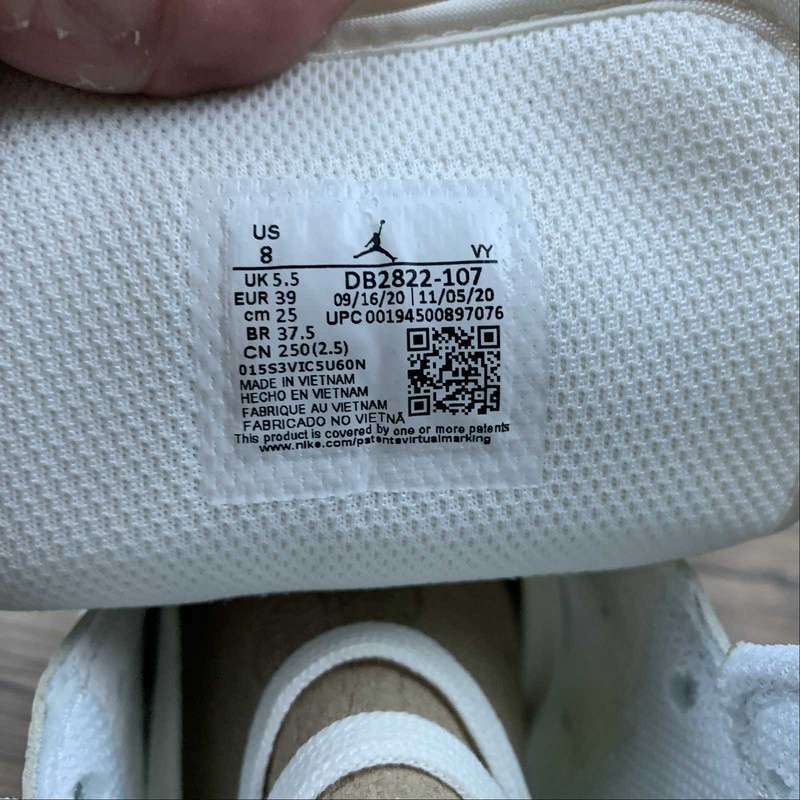 US
8
VY
UK 5.5
DB2822-107
EUR 39
09/16/20 | 11/05/20
cm 25
UPC 00194500897076
BR 37.5
CN 250(2.5)
015S3VIC5U60N
MADE IN VIETNAM
HECHO EN VIETNAM
FABRIQUE AU VIETNAM
FABRICADO NO VIETNÃ
This product is covered by one or more patents
www.nike.com/patentsvirtualmarking